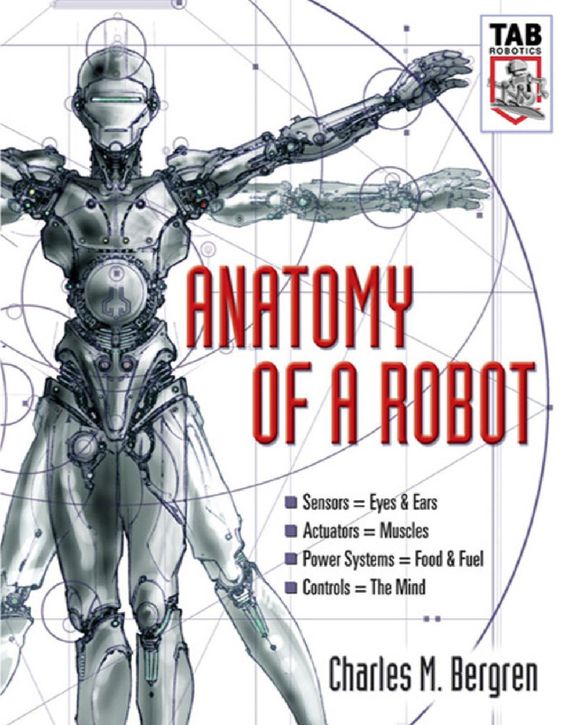 TAB
ROBOTICS
ANATOMY
OF A ROBOT
Sensors = Eyes & Ears
Actuators = Muscles
Power Systems = Food & Fuel
Controls = The Mind
Charles M. Bergren